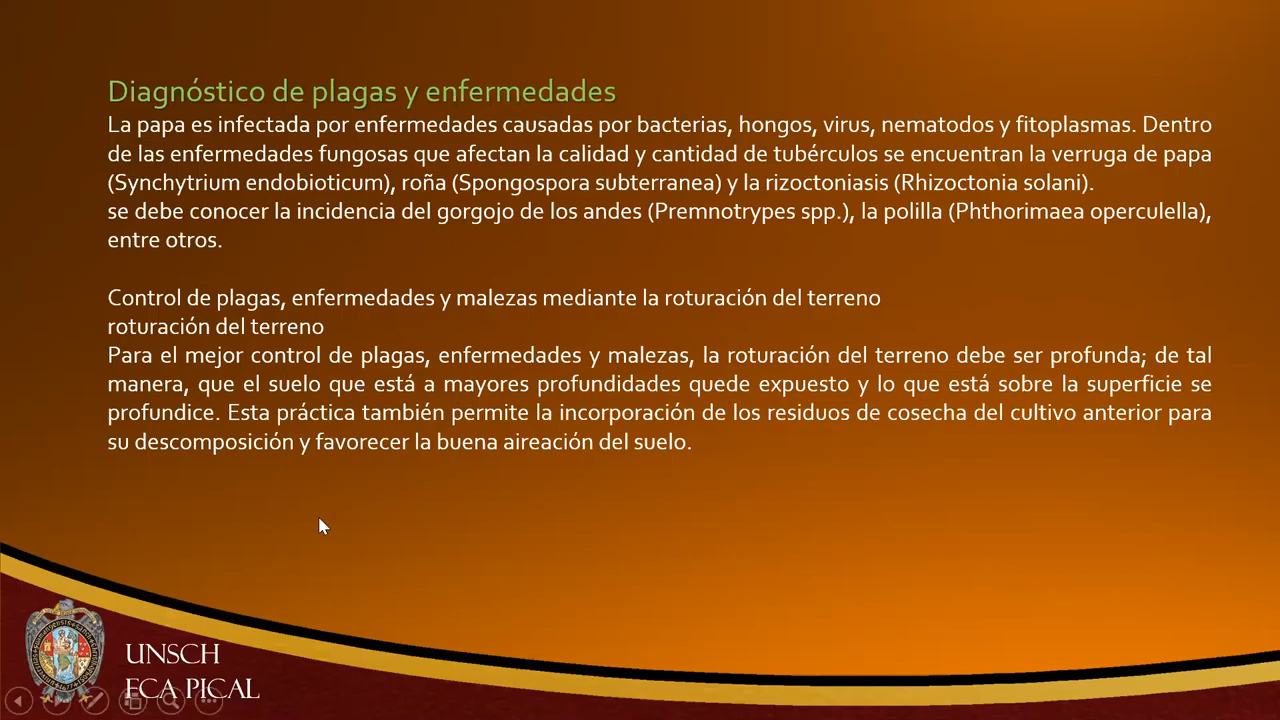 Diagnóstico de plagas y enfermedades
La papa es infectada por enfermedades causadas por bacterias, hongos, virus, nematodos y fitoplasmas. Dentro
de las enfermedades fungosas que afectan la calidad y cantidad de tubérculos se encuentran la verruga de papa
(Synchytrium endobioticum), roña (Spongospora subterranea) y la rizoctoniasis (Rhizoctonia solani).
se debe conocer la incidencia del gorgojo de los andes (Premnotrypes spp.), la polilla (Phthorimaea operculella),
entre otros.
Control de plagas, enfermedades y malezas mediante la roturación del terreno
roturación del terreno
Para el mejor control de plagas, enfermedades y malezas, la roturación del terreno debe ser profunda; de tal
manera, que el suelo que está a mayores profundidades quede expuesto y lo que está sobre la superficie se
profundice. Esta práctica también permite la incorporación de los residuos de cosecha del cultivo anterior para
su descomposición y favorecer la buena aireación del suelo.
UNSCH
ECA PICAL